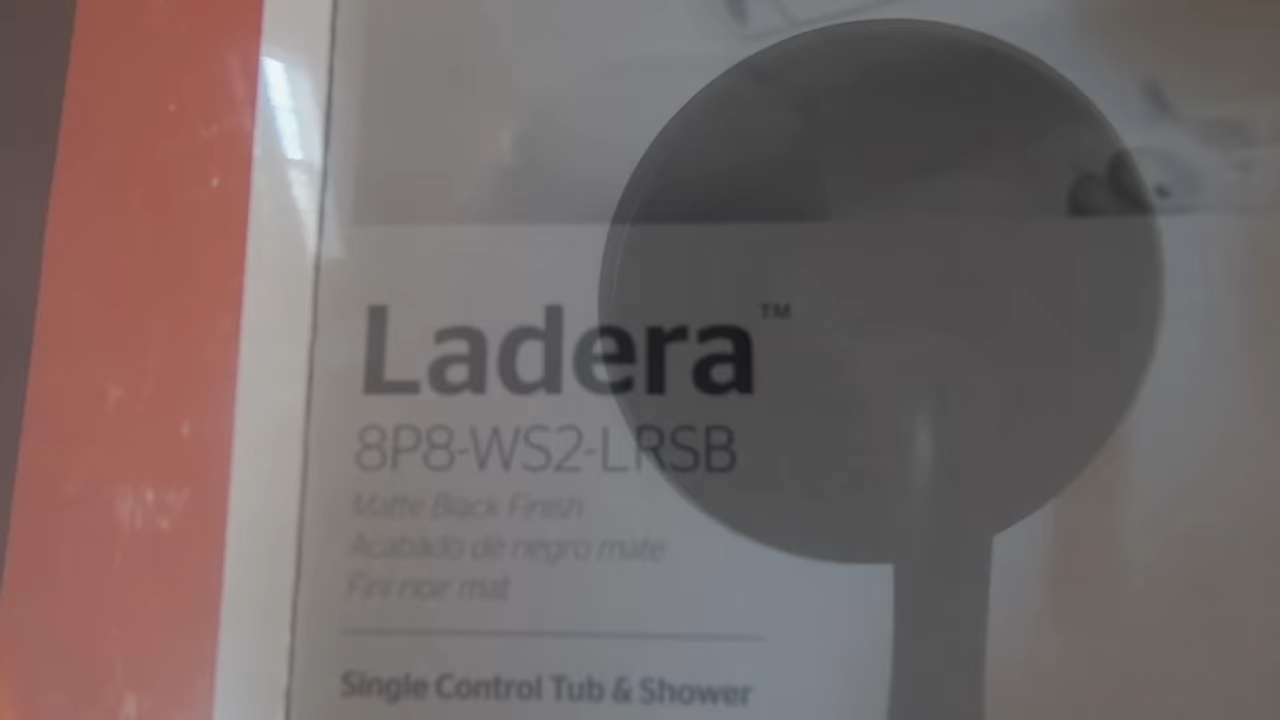 Ladera™
8P8-WS2-LRSB
Matte Black Finish
Acabado de negro mate
Fini noir mat
Single Control Tub & Shower